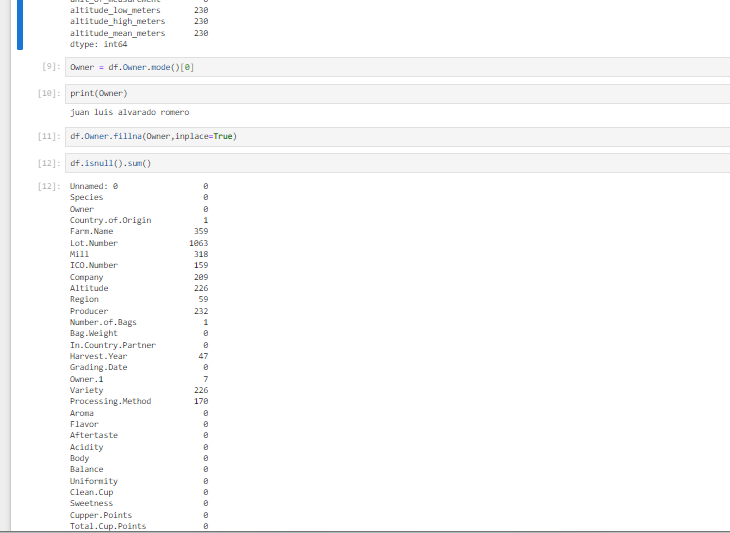 altitude_low_meters 230
altitude_high_meters 230
altitude_mean_meters 230
dtype: int64
[9]: Owner = df.Owner.mode()[0]
[10]: print(Owner)
juan luis alvarado romero
[11]: df.Owner.fillna(Owner,inplace=True)
[12]: df.isnull().sum()
[12]: Unnamed: 0 0
Species 0
Owner 0
Country.of.Origin 1
Farm.Name 359
Lot.Number 1063
Mill 318
ICO.Number 159
Company 209
Altitude 226
Region 59
Producer 232
Number.of.Bags 1
Bag.Weight 0
In.Country.Partner 0
Harvest.Year 47
Grading.Date 0
Owner.1 7
Variety 226
Processing.Method 170
Aroma 0
Flavor 0
Aftertaste 0
Acidity 0
Body 0
Balance 0
Uniformity 0
Clean.Cup 0
Sweetness 0
Cupper.Points 0
Total.Cup.Points 0